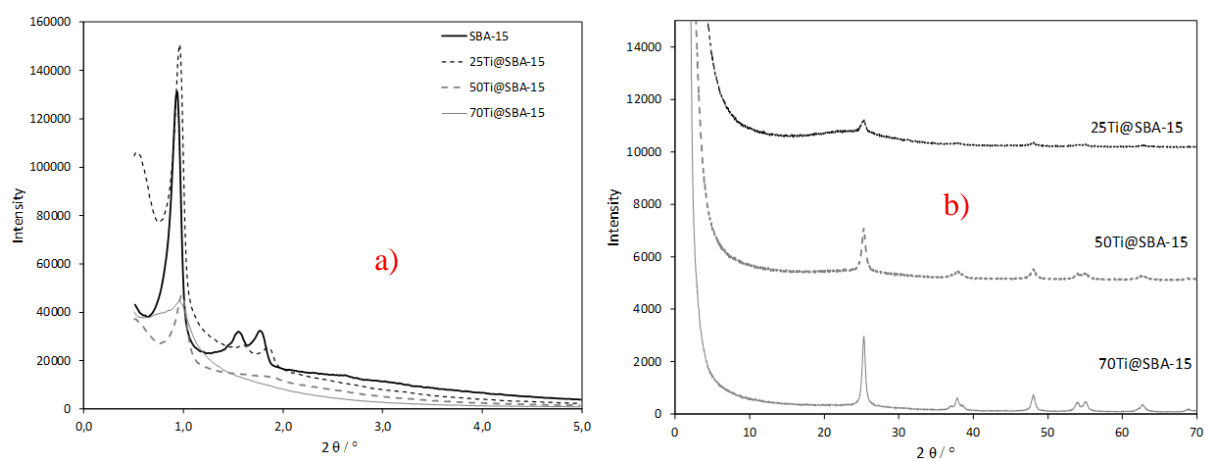 160000
140000
120000
100000
80000
60000
40000
20000
0
Intensity
0,0 1,0 2,0 3,0 4,0 5,0
2 θ / °
SBA-15
25Ti@SBA-15
50Ti@SBA-15
70Ti@SBA-15
a)
14000
12000
10000
8000
6000
4000
2000
0
Intensity
0 10 20 30 40 50 60 70
2 θ / °
25Ti@SBA-15
b)
50Ti@SBA-15
70Ti@SBA-15